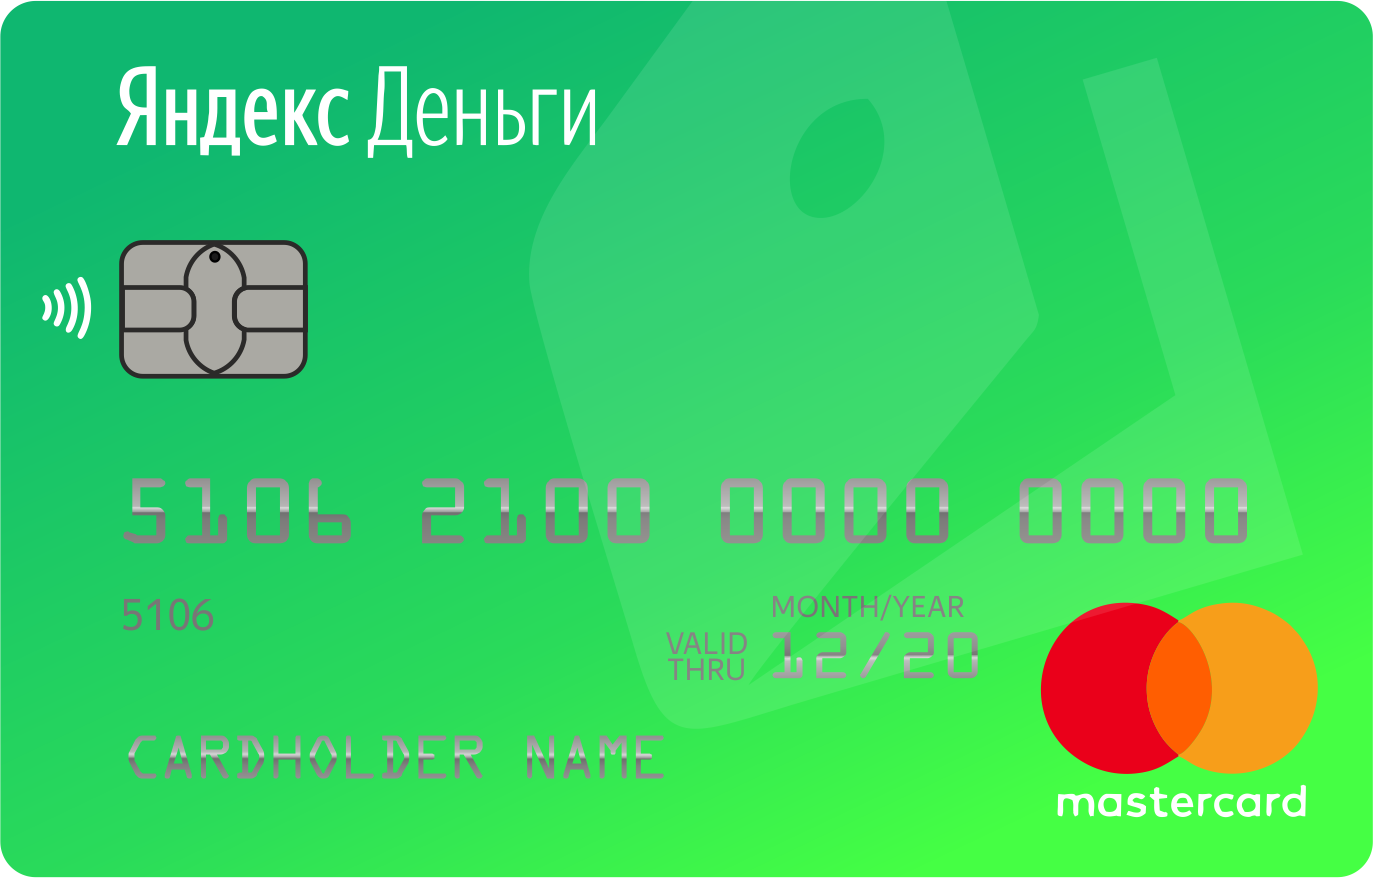 Яндекс Деньги
5106 2100 0000 0000
5106
MONTH/YEAR
VALID THRU 12/20
CARDHOLDER NAME
mastercard